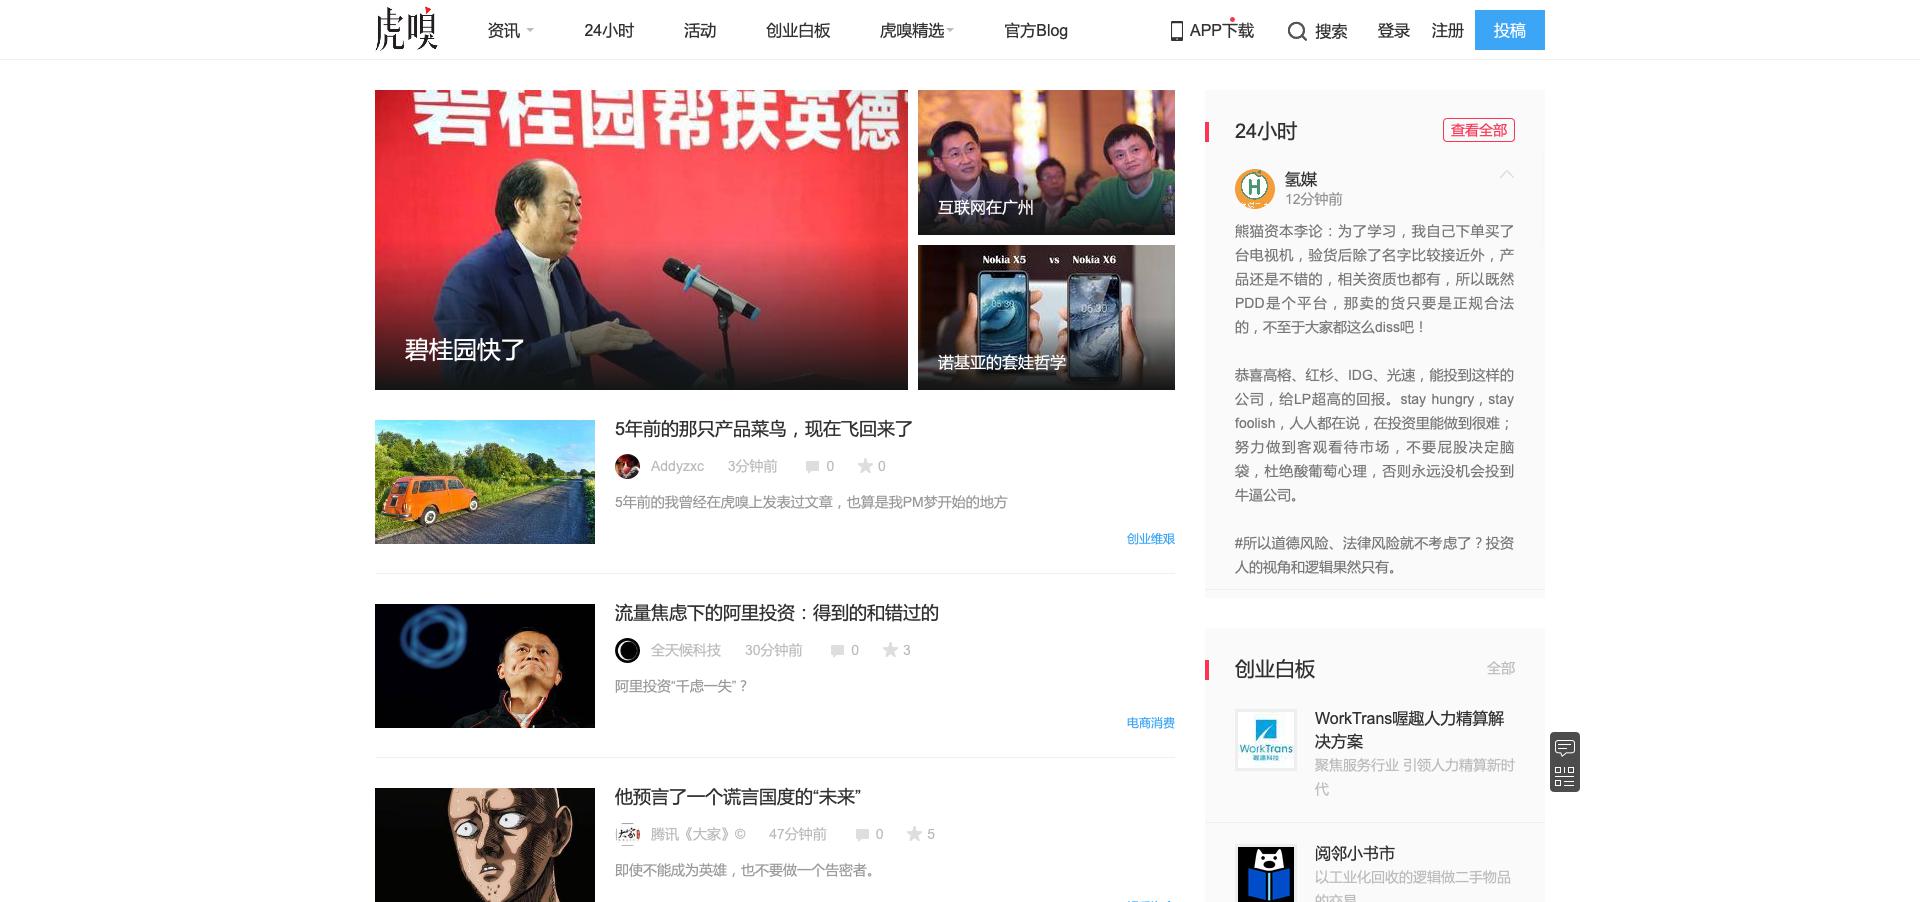 虎嗅
资讯
24小时
活动
创业白板
虎嗅精选
官方Blog
APP下载
搜索
登录
注册
投稿
碧桂园帮扶英德
碧桂园快了
互联网在广州
Nokia X5 vs Nokia X6
05:30
05:30
诺基亚的套娃哲学
5年前的那只产品菜鸟，现在飞回来了
Addyzxc 3分钟前 0 0
5年前的我曾经在虎嗅上发表过文章，也算是我PM梦开始的地方
创业维艰
流量焦虑下的阿里投资：得到的和错过的
全天候科技 30分钟前 0 3
阿里投资“千虑一失”？
电商消费
他预言了一个谎言国度的“未来”
大家
腾讯《大家》© 47分钟前 0 5
即使不能成为英雄，也不要做一个告密者。
24小时
查看全部
H
氢媒
12分钟前
熊猫资本李论：为了学习，我自己下单买了
台电视机，验货后除了名字比较接近外，产
品还是不错的，相关资质也都有，所以既然
PDD是个平台，那卖的货只要是正规合法
的，不至于大家都这么diss吧！
恭喜高榕、红杉、IDG、光速，能投到这样的
公司，给LP超高的回报。stay hungry，stay
foolish，人人都在说，在投资里能做到很难；
努力做到客观看待市场，不要屁股决定脑
袋，杜绝酸葡萄心理，否则永远没机会投到
牛逼公司。
#所以道德风险、法律风险就不考虑了？投资
人的视角和逻辑果然只有。
创业白板
全部
WorkTrans
喔趣科技
WorkTrans喔趣人力精算解
决方案
聚焦服务行业 引领人力精算新时
代
阅邻小书市
以工业化回收的逻辑做二手物品
的交易